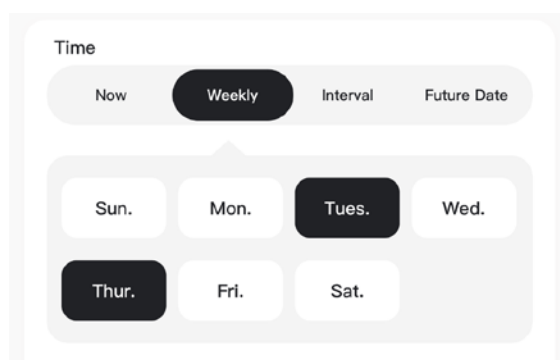 Time
Now Weekly Interval Future Date
Sun. Mon. Tues. Wed.
Thur. Fri. Sat.